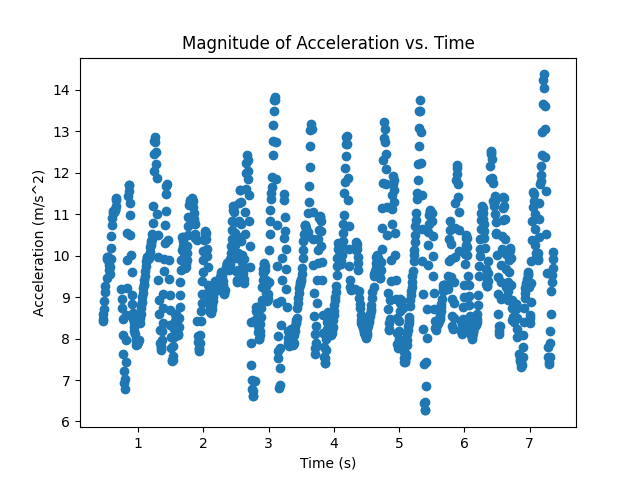 Magnitude of Acceleration vs. Time
Acceleration (m/s^2)
14
13
12
11
10
9
8
7
6
1 2 3 4 5 6 7
Time (s)